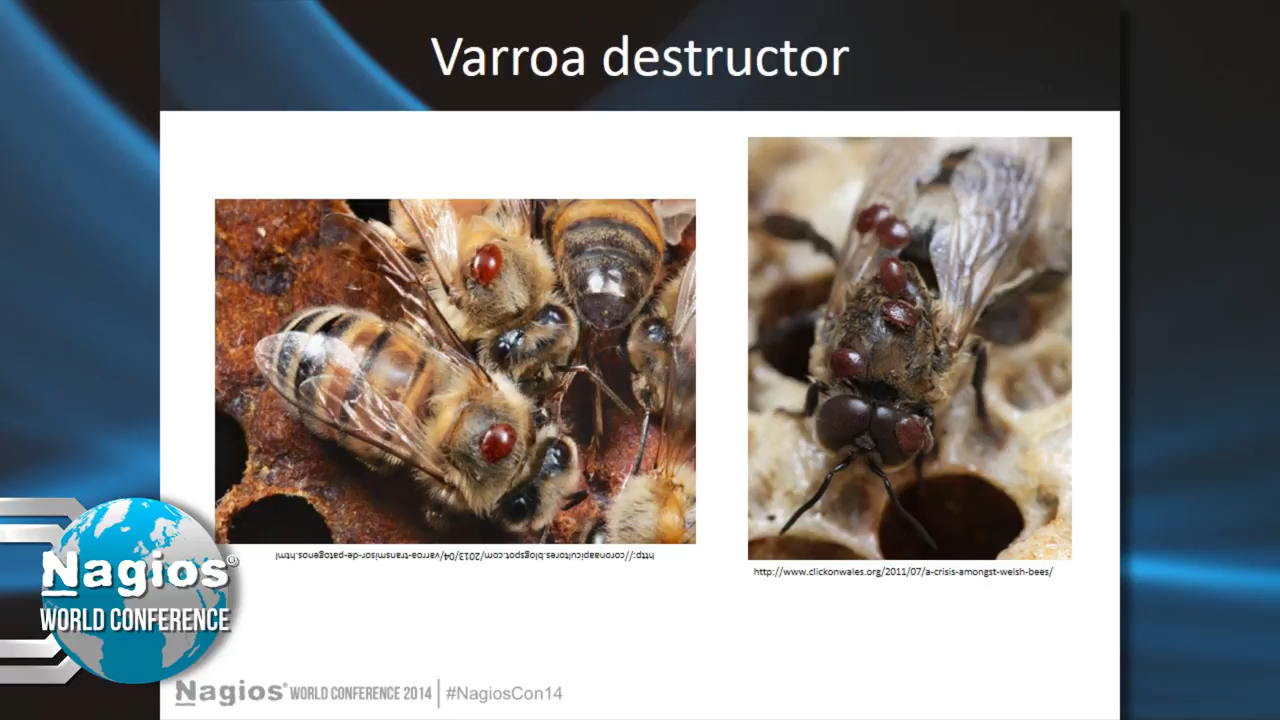 Varroa destructor
http://coronaapicultores.blogspot.com/2013/04/varroa-transmisor-de-patogenos.html
http://www.clickonwales.org/2011/07/a-crisis-amongst-welsh-bees/
Nagios®
WORLD CONFERENCE
Nagios® WORLD CONFERENCE 2014 | #NagiosCon14